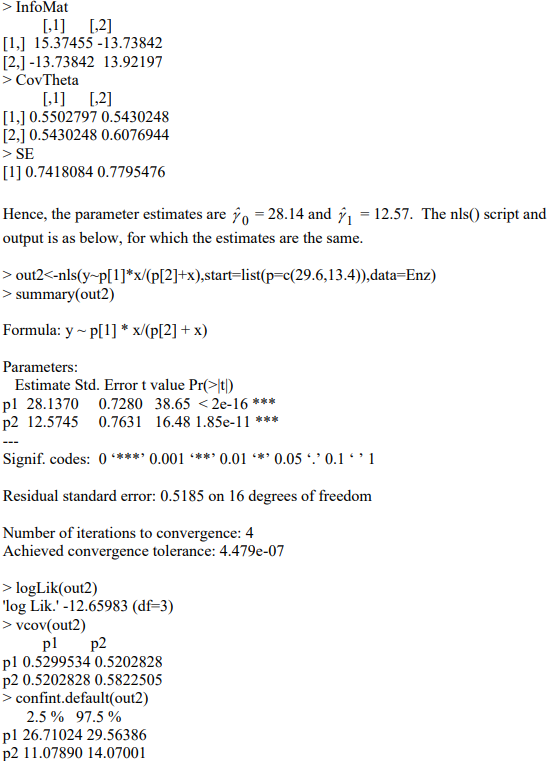 > InfoMat
[,1] [,2]
[1,] 15.37455 -13.73842
[2,] -13.73842 13.92197
> CovTheta
[,1] [,2]
[1,] 0.5502797 0.5430248
[2,] 0.5430248 0.6076944
> SE
[1] 0.7418084 0.7795476
Hence, the parameter estimates are γ̂₀ = 28.14 and γ̂₁ = 12.57. The nls() script and
output is as below, for which the estimates are the same.
> out2<-nls(y~p[1]*x/(p[2]+x),start=list(p=c(29.6,13.4)),data=Enz)
> summary(out2)
Formula: y ~ p[1] * x/(p[2] + x)
Parameters:
Estimate Std. Error t value Pr(>|t|)
p1 28.1370 0.7280 38.65 < 2e-16 ***
p2 12.5745 0.7631 16.48 1.85e-11 ***
---
Signif. codes: 0 ‘***’ 0.001 ‘**’ 0.01 ‘*’ 0.05 ‘.’ 0.1 ‘ ’ 1
Residual standard error: 0.5185 on 16 degrees of freedom
Number of iterations to convergence: 4
Achieved convergence tolerance: 4.479e-07
> logLik(out2)
'log Lik.' -12.65983 (df=3)
> vcov(out2)
p1 p2
p1 0.5299534 0.5202828
p2 0.5202828 0.5822505
> confint.default(out2)
2.5 % 97.5 %
p1 26.71024 29.56386
p2 11.07890 14.07001